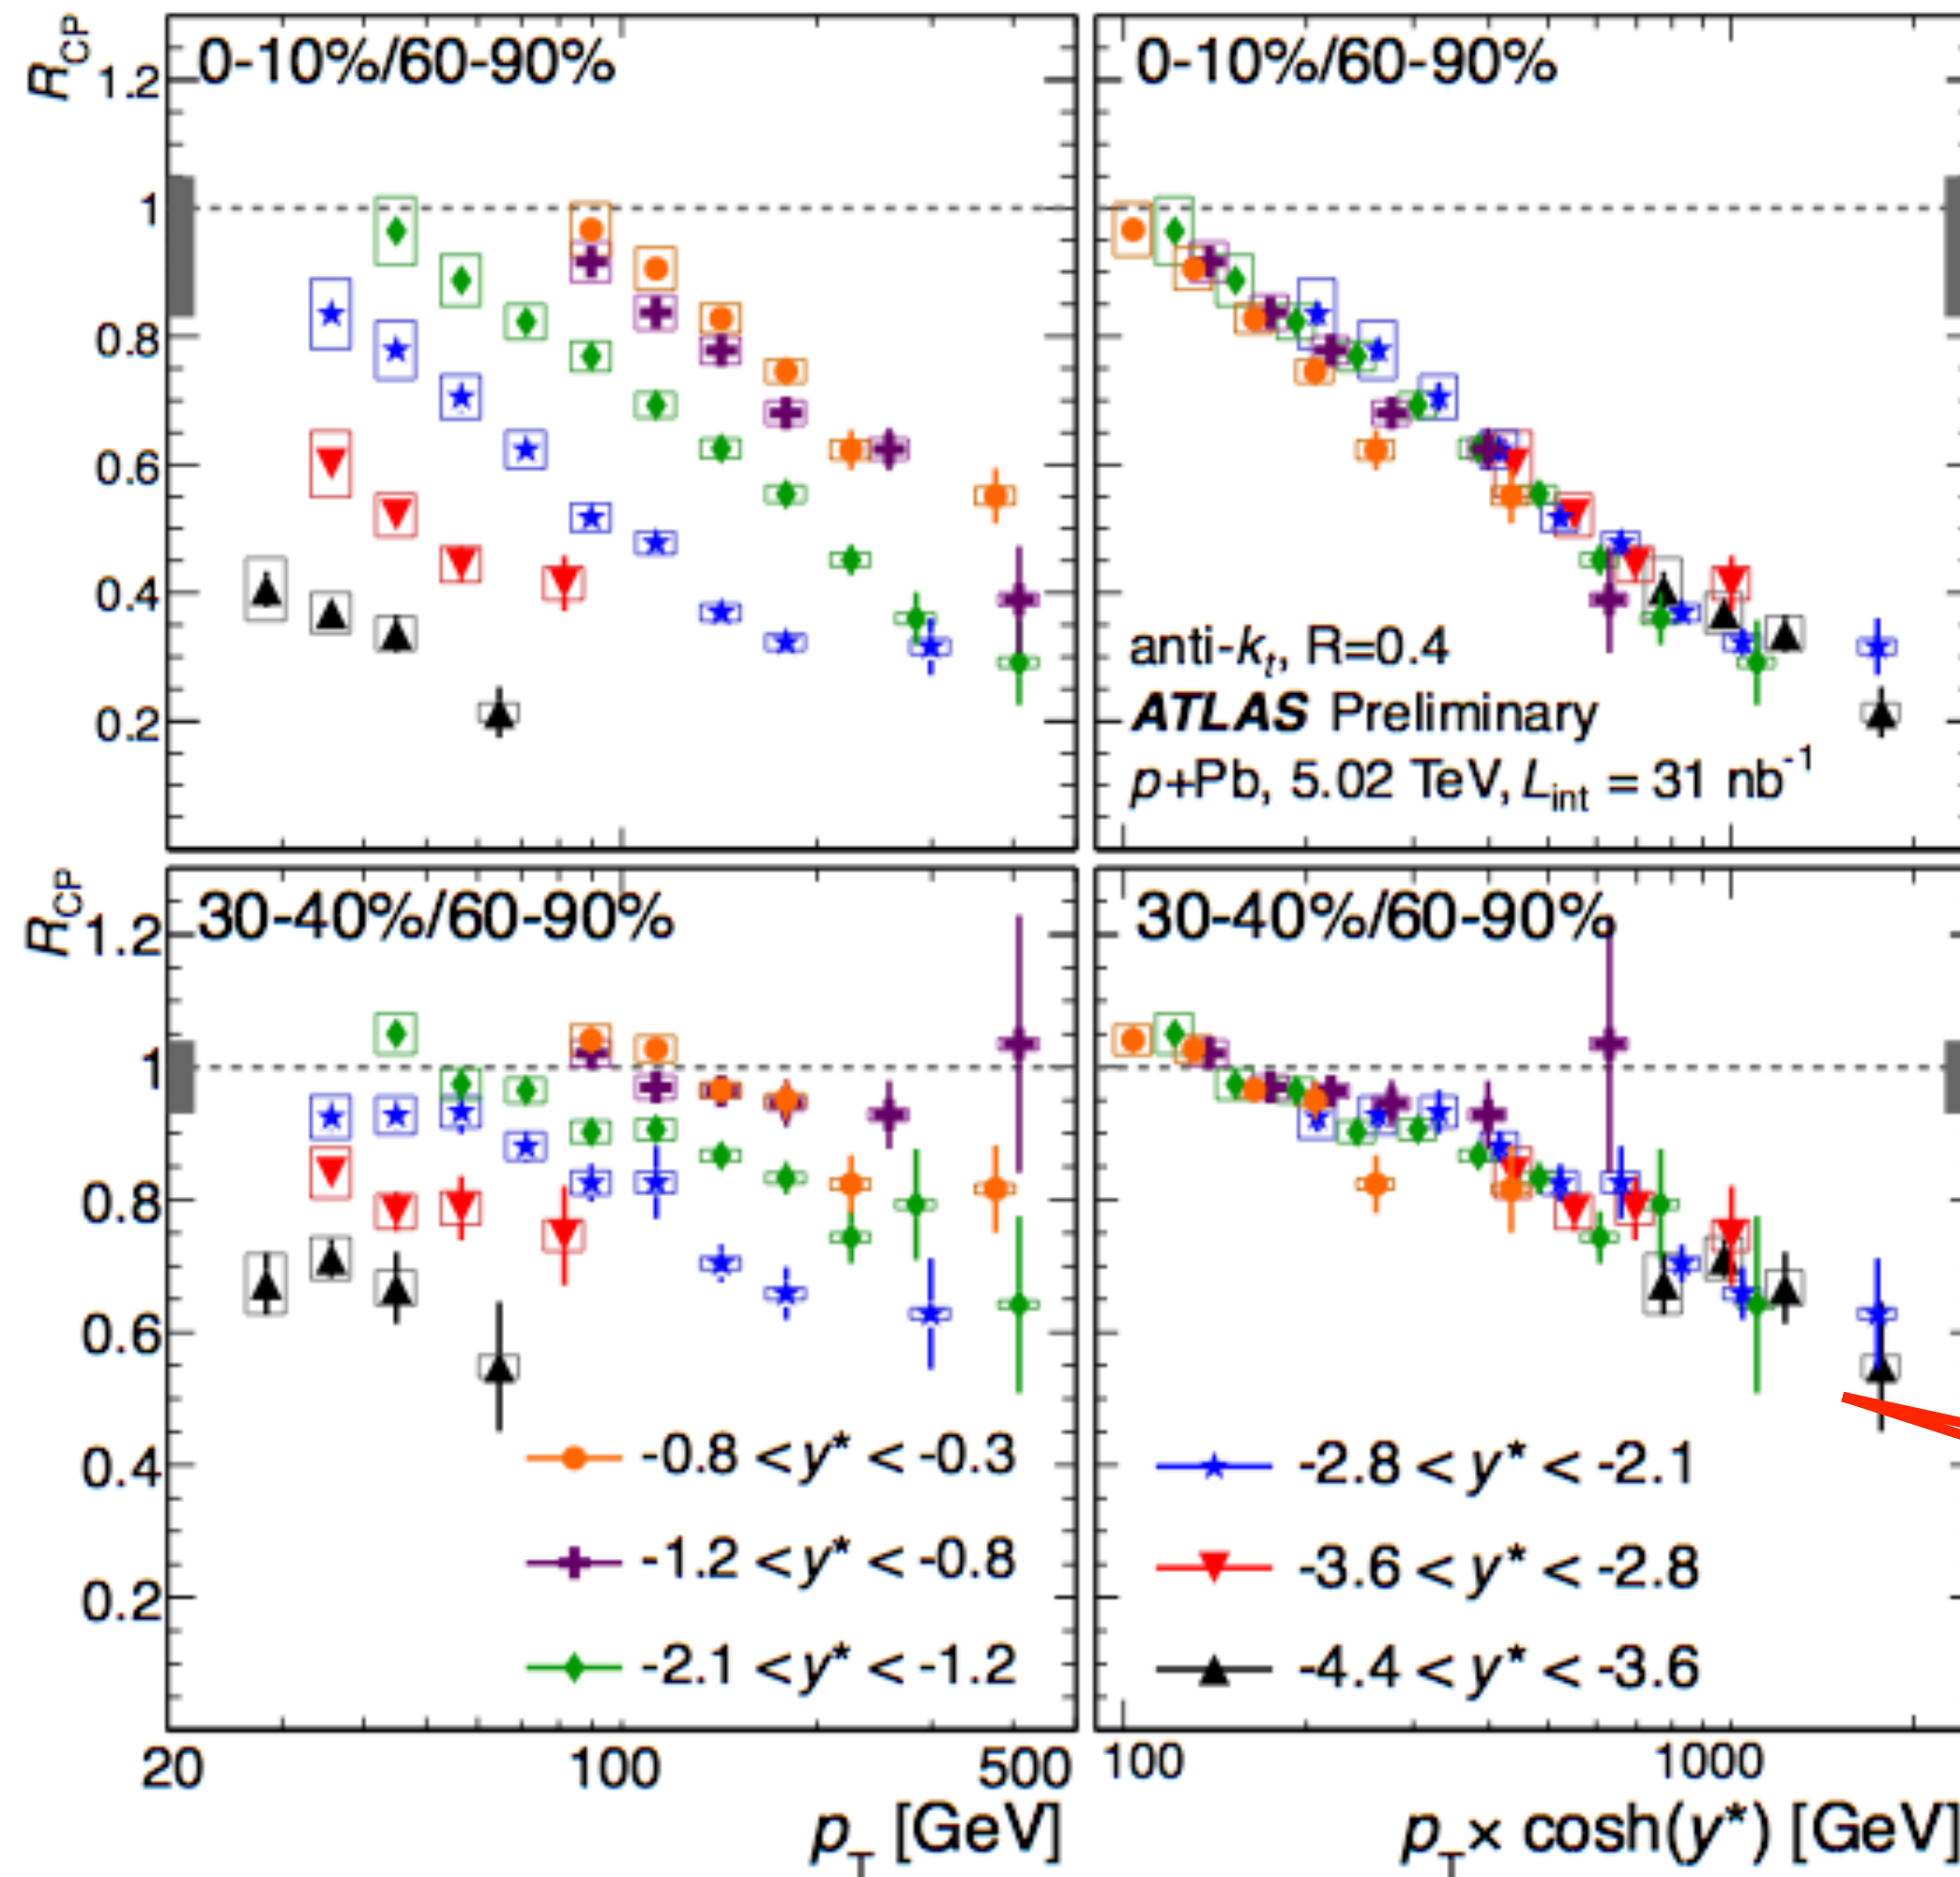 R_CP
1.2
1
0.8
0.6
0.4
0.2
0-10%/60-90%
0-10%/60-90%
anti-k_t, R=0.4
ATLAS Preliminary
p+Pb, 5.02 TeV, L_int = 31 nb^-1
R_CP
1.2
1
0.8
0.6
0.4
0.2
30-40%/60-90%
-0.8 < y* < -0.3
-1.2 < y* < -0.8
-2.1 < y* < -1.2
30-40%/60-90%
-2.8 < y* < -2.1
-3.6 < y* < -2.8
-4.4 < y* < -3.6
20 100 500
p_T [GeV]
100 1000
p_T × cosh(y*) [GeV]